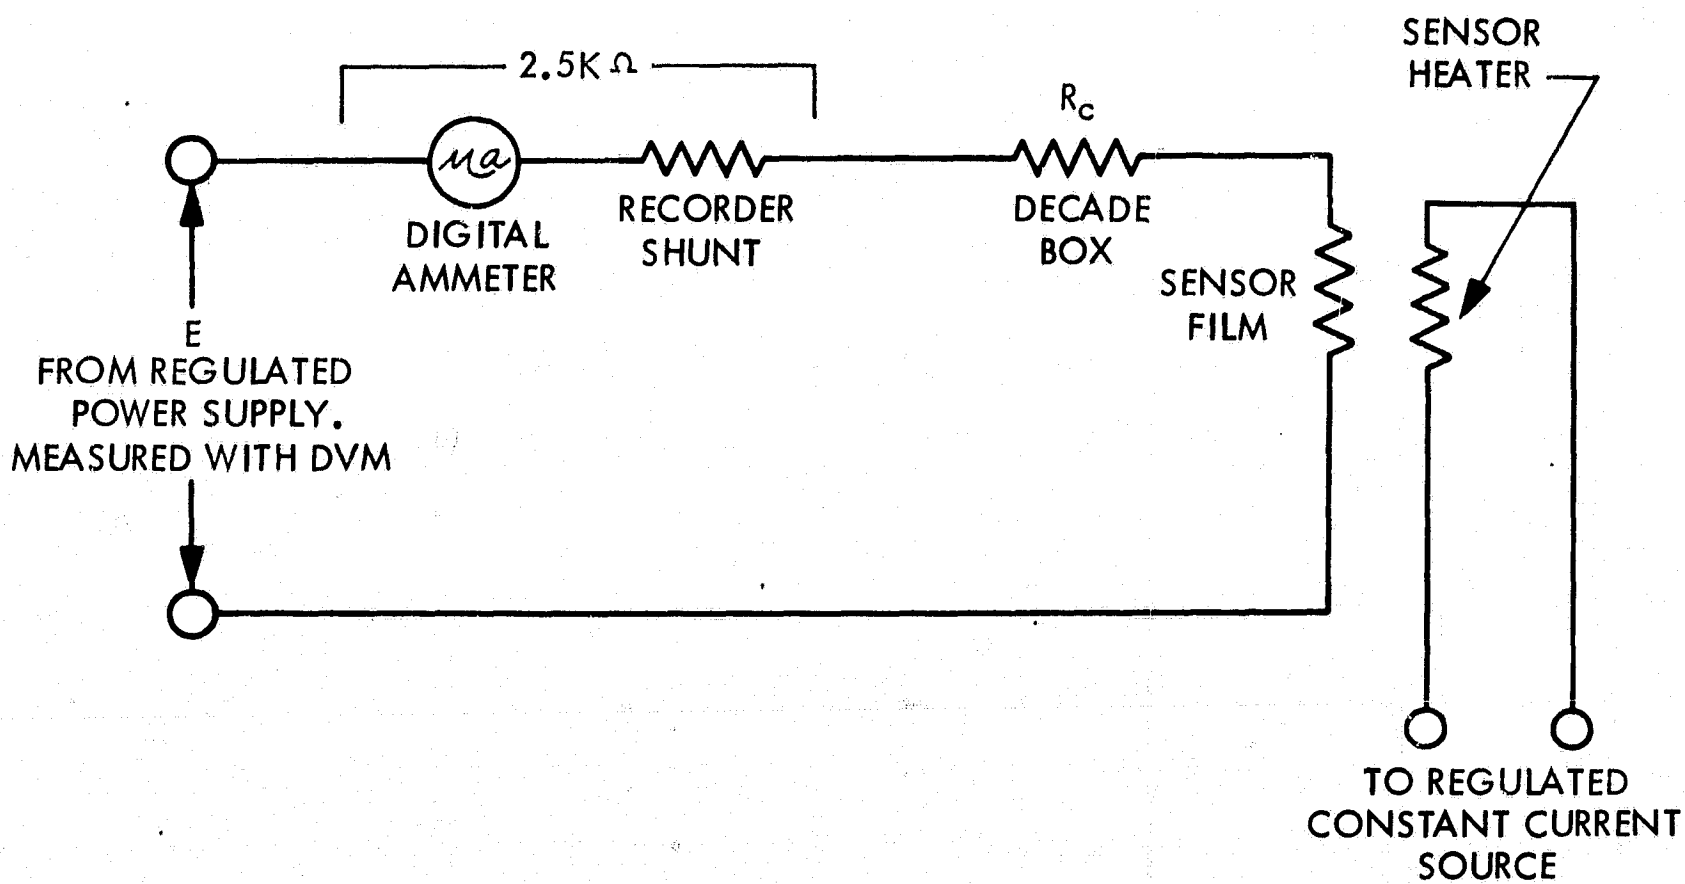 SENSOR
HEATER
2.5K Ω
Rc
μa
RECORDER
SHUNT
DECADE
BOX
DIGITAL
AMMETER
SENSOR
FILM
E
FROM REGULATED
POWER SUPPLY.
MEASURED WITH DVM
TO REGULATED
CONSTANT CURRENT
SOURCE